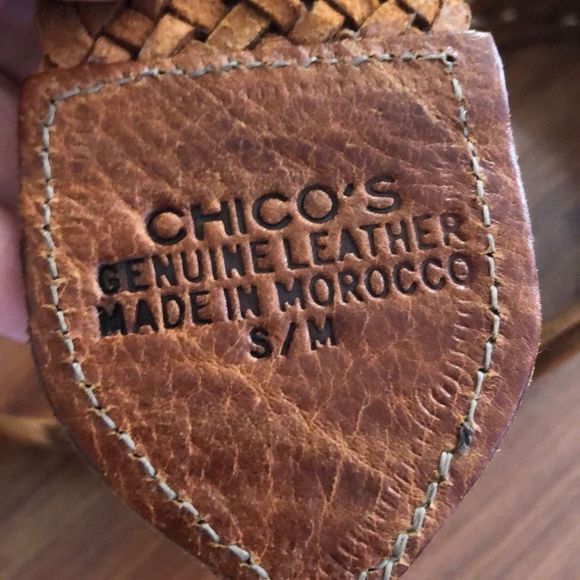 CHICO'S
GENUINE LEATHER
MADE IN MOROCCO
S/M